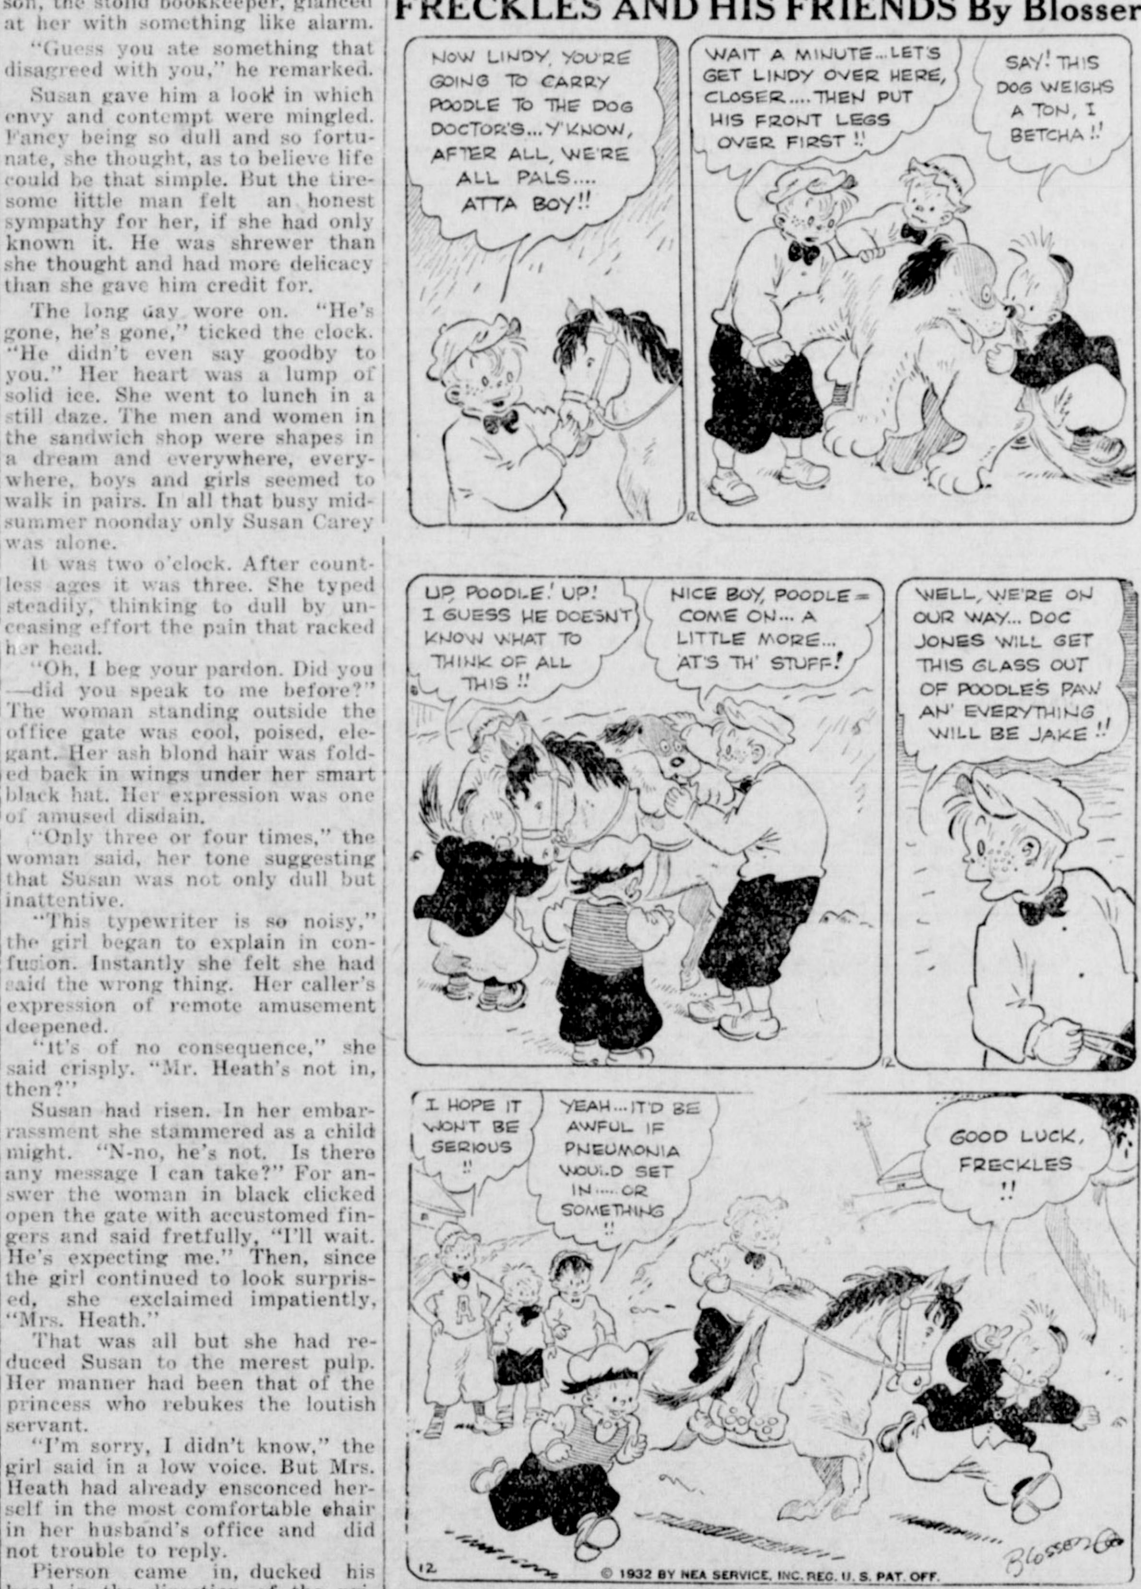 son, the stolid bookkeeper, glanced
at her with something like alarm.
"Guess you ate something that
disagreed with you," he remarked.
Susan gave him a look in which
envy and contempt were mingled.
Fancy being so dull and so fortu-
nate, she thought, as to believe life
could be that simple. But the tire-
some little man felt an honest
sympathy for her, if she had only
known it. He was shrewer than
she thought and had more delicacy
than she gave him credit for.
The long day wore on. "He's
gone, he's gone," ticked the clock.
"He didn't even say goodby to
you." Her heart was a lump of
solid ice. She went to lunch in a
still daze. The men and women in
the sandwich shop were shapes in
a dream and everywhere, every-
where, boys and girls seemed to
walk in pairs. In all that busy mid-
summer noonday only Susan Carey
was alone.
It was two o'clock. After count-
less ages it was three. She typed
steadily, thinking to dull by un-
ceasing effort the pain that racked
her head.
"Oh, I beg your pardon. Did you
—did you speak to me before?"
The woman standing outside the
office gate was cool, poised, ele-
gant. Her ash blond hair was fold-
ed back in wings under her smart
black hat. Her expression was one
of amused disdain.
"Only three or four times," the
woman said, her tone suggesting
that Susan was not only dull but
inattentive.
"This typewriter is so noisy,"
the girl began to explain in con-
fusion. Instantly she felt she had
said the wrong thing. Her caller's
expression of remote amusement
deepened.
"It's of no consequence," she
said crisply. "Mr. Heath's not in,
then?"
Susan had risen. In her embar-
rassment she stammered as a child
might. "N-no, he's not. Is there
any message I can take?" For an-
swer the woman in black clicked
open the gate with accustomed fin-
gers and said fretfully, "I'll wait.
He's expecting me." Then, since
the girl continued to look surpris-
ed, she exclaimed impatiently,
"Mrs. Heath."
That was all but she had re-
duced Susan to the merest pulp.
Her manner had been that of the
princess who rebukes the loutish
servant.
"I'm sorry, I didn't know," the
girl said in a low voice. But Mrs.
Heath had already ensconced her-
self in the most comfortable chair
in her husband's office and did
not trouble to reply.
Pierson came in, ducked his
FRECKLES AND HIS FRIENDS By Blosser
NOW LINDY, YOU'RE
GOING TO CARRY
POODLE TO THE DOG
DOCTOR'S...Y'KNOW,
AFTER ALL, WE'RE
ALL PALS....
ATTA BOY!!
WAIT A MINUTE...LET'S
GET LINDY OVER HERE,
CLOSER....THEN PUT
HIS FRONT LEGS
OVER FIRST!!
SAY! THIS
DOG WEIGHS
A TON, I
BETCHA!!
12
UP, POODLE! UP!
I GUESS HE DOESN'T
KNOW WHAT TO
THINK OF ALL
THIS!!
NICE BOY, POODLE=
COME ON... A
LITTLE MORE...
AT'S TH' STUFF!
WELL, WE'RE ON
OUR WAY... DOC
JONES WILL GET
THIS GLASS OUT
OF POODLE'S PAW
AN' EVERYTHING
WILL BE JAKE!!
12
I HOPE IT
WONT BE
SERIOUS
!!
YEAH...IT'D BE
AWFUL IF
PNEUMONIA
WOULD SET
IN.....OR
SOMETHING
!!
GOOD LUCK,
FRECKLES
!!
A
BLOSSER
12
© 1932 BY NEA SERVICE, INC. REG. U. S. PAT. OFF.